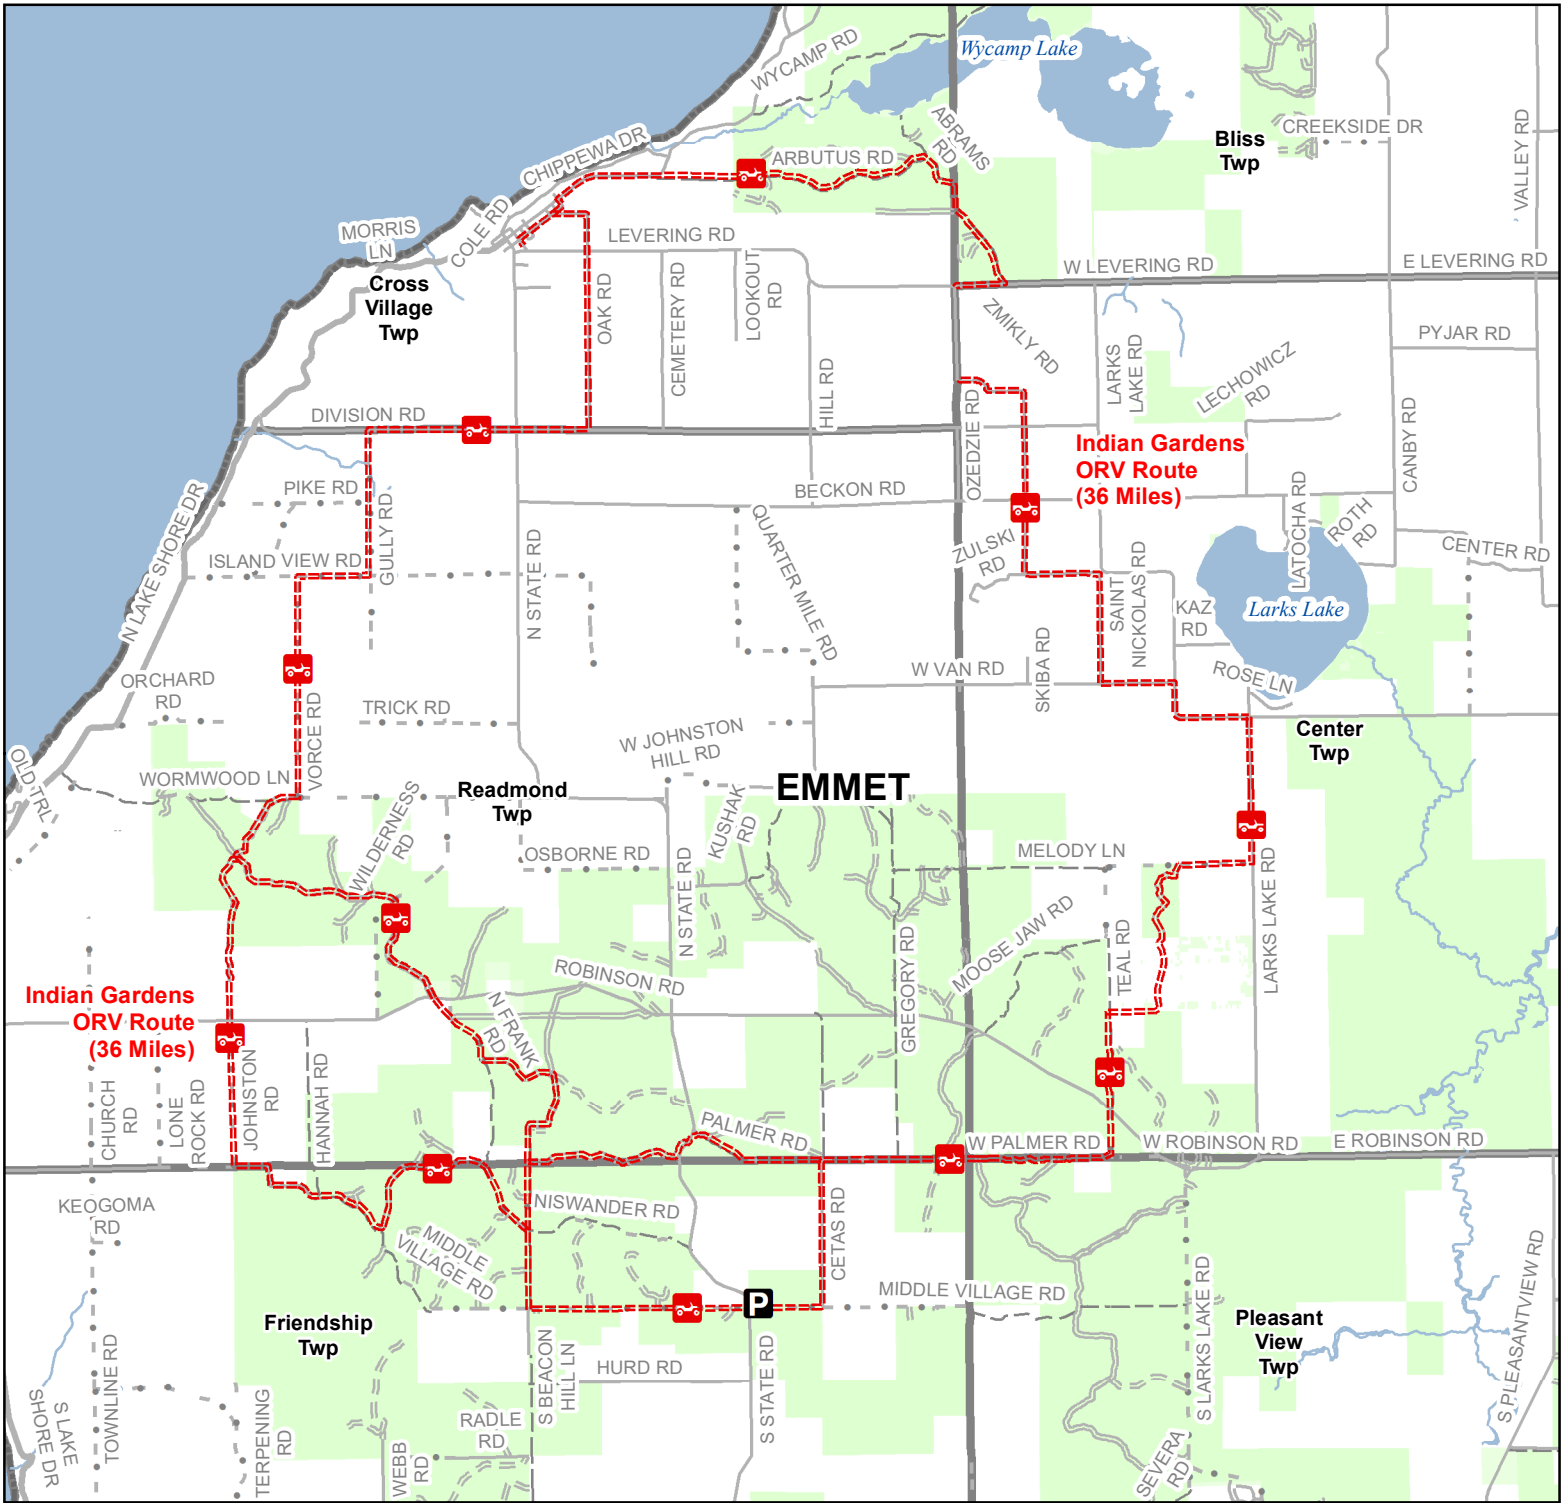 Wycamp Lake
WYCAMP RD
ABRAMS
RD
CREEKSIDE DR
VALLEY RD
Bliss
Twp
CHIPPEWA DR
ARBUTUS RD
MORRIS
LN
COLE RD
LEVERING RD
W LEVERING RD
E LEVERING RD
Cross
Village
Twp
OAK RD
CEMETERY RD
LOOKOUT
RD
HILL RD
ZMIKLY RD
LARKS
LAKE RD
LECHOWICZ
RD
PYJAR RD
CANBY RD
DIVISION RD
OZEDZIE RD
Indian Gardens
ORV Route
(36 Miles)
PIKE RD
GULLY RD
BECKON RD
N LAKE SHORE DR
ISLAND VIEW RD
N STATE RD
QUARTER MILE RD
ZULSKI
RD
LATOCHA RD
ROTH
RD
CENTER RD
SAINT
NICKOLAS RD
KAZ
RD
Larks Lake
SKIBA RD
W VAN RD
ROSE LN
ORCHARD
RD
TRICK RD
VORCE RD
W JOHNSTON
HILL RD
Center
Twp
OLD TRL
WORMWOOD LN
WILDERNESS
RD
Readmond
Twp
EMMET
KUSHAK
RD
OSBORNE RD
N STATE RD
MELODY LN
LARKS LAKE RD
MOOSE JAW RD
TEAL RD
GREGORY RD
ROBINSON RD
N FRANK
RD
Indian Gardens
ORV Route
(36 Miles)
CHURCH
RD
LONE
ROCK RD
JOHNSTON
RD
HANNAH RD
PALMER RD
W PALMER RD
W ROBINSON RD
E ROBINSON RD
KEOGOMA
RD
NISWANDER RD
MIDDLE
VILLAGE RD
CETAS RD
MIDDLE VILLAGE RD
P
S LARKS LAKE RD
S PLEASANTVIEW RD
Friendship
Twp
Pleasant
View
Twp
S BEACON
HILL LN
HURD RD
S STATE RD
TOWNLINE RD
S LAKE
SHORE DR
TERPENING
RD
WEBB
RD
RADLE
RD
SEVERA
RD